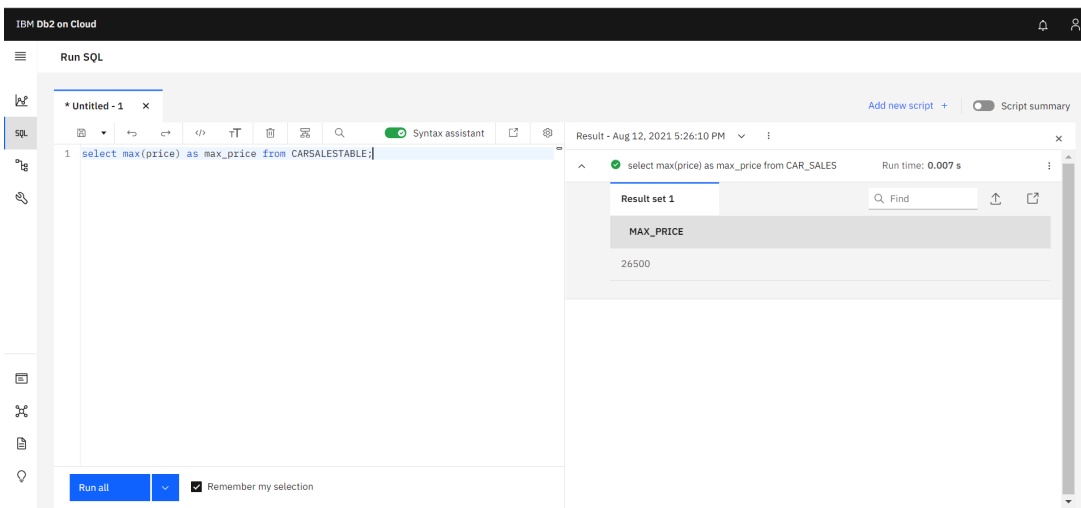 IBM Db2 on Cloud
Run SQL
* Untitled - 1 ×
Add new script +
Script summary
SQL
</>
тT
Syntax assistant
Result - Aug 12, 2021 5:26:10 PM
1 select max(price) as max_price from CARSALESTABLE;
select max(price) as max_price from CAR_SALES
Run time: 0.007 s
Result set 1
Find
MAX_PRICE
26500
Run all
Remember my selection